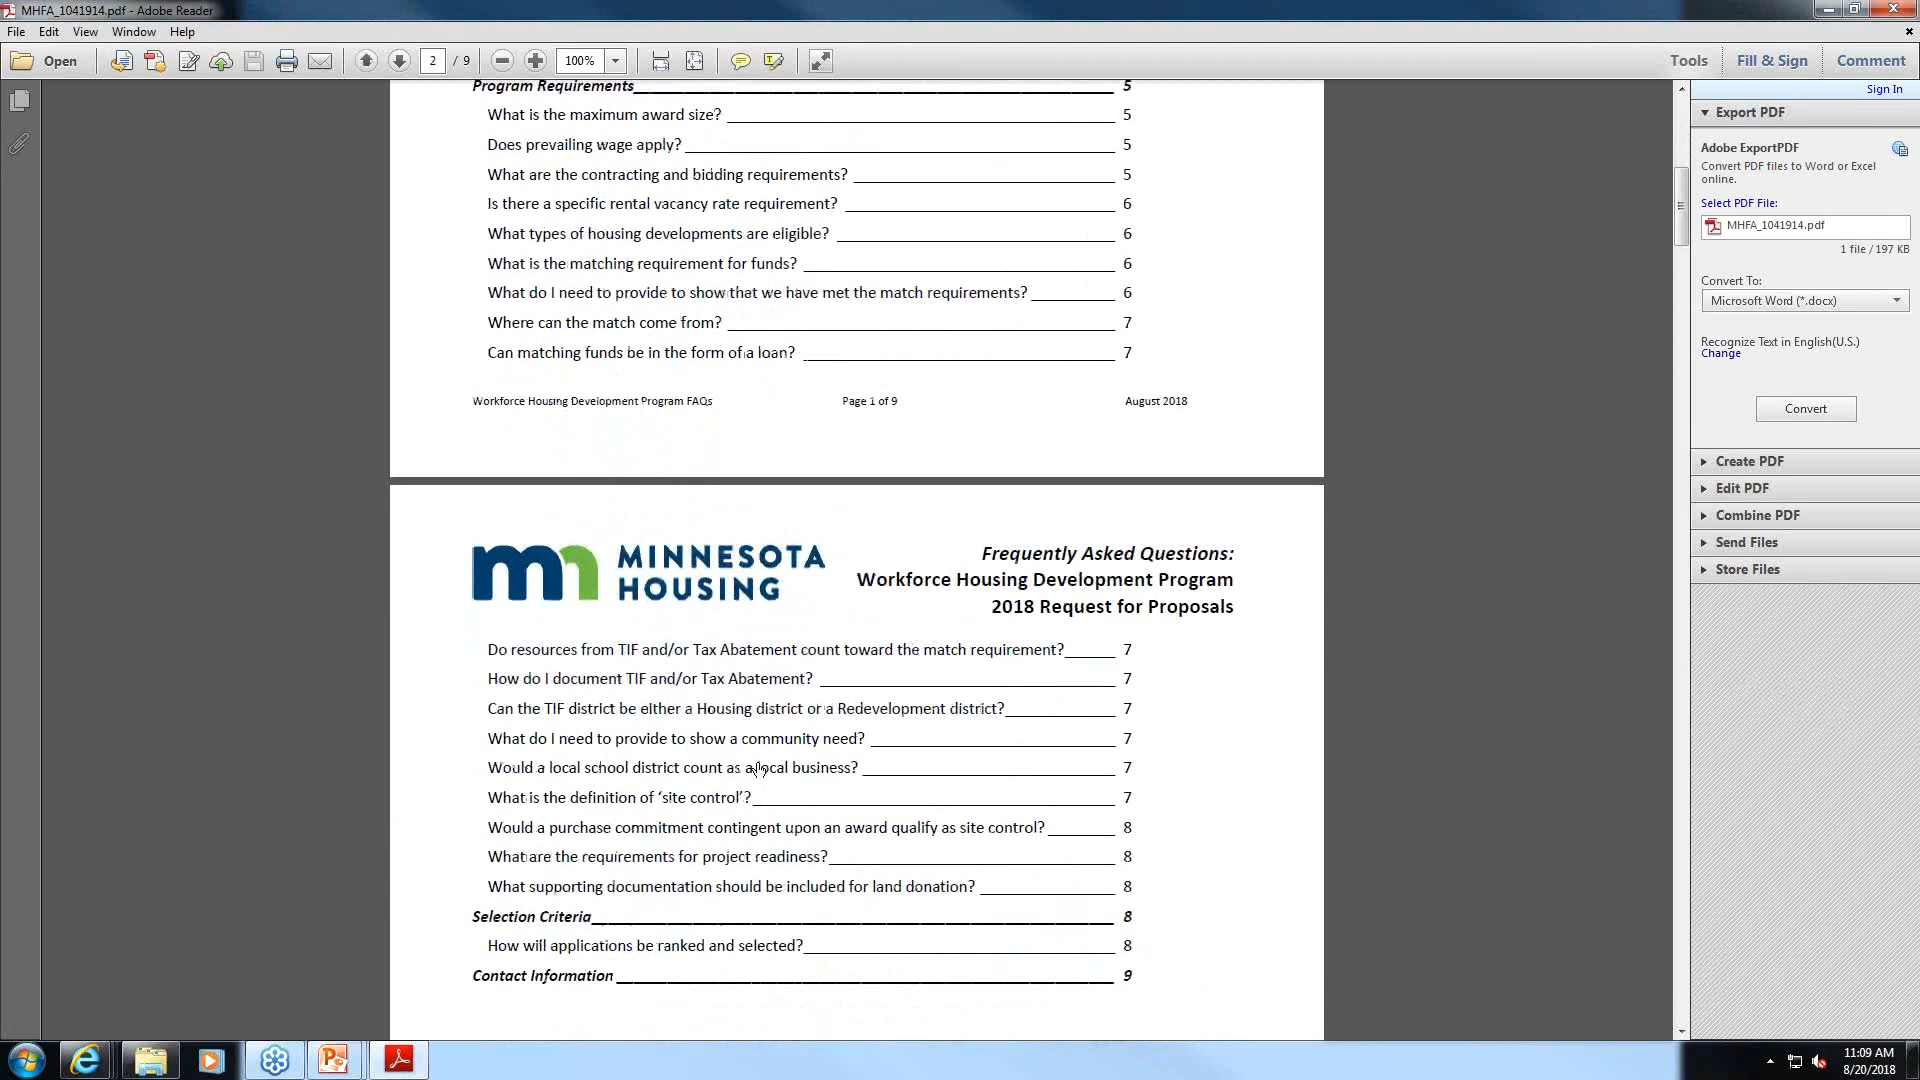 MHFA_1041914.pdf - Adobe Reader
File Edit View Window Help
Open 2 / 9 100% Tools Fill & Sign Comment
Sign In
Program Requirements 5
What is the maximum award size? 5
Does prevailing wage apply? 5
What are the contracting and bidding requirements? 5
Is there a specific rental vacancy rate requirement? 6
What types of housing developments are eligible? 6
What is the matching requirement for funds? 6
What do I need to provide to show that we have met the match requirements? 6
Where can the match come from? 7
Can matching funds be in the form of a loan? 7
Workforce Housing Development Program FAQs Page 1 of 9 August 2018
MINNESOTA
HOUSING
Frequently Asked Questions:
Workforce Housing Development Program
2018 Request for Proposals
Do resources from TIF and/or Tax Abatement count toward the match requirement? 7
How do I document TIF and/or Tax Abatement? 7
Can the TIF district be either a Housing district or a Redevelopment district? 7
What do I need to provide to show a community need? 7
Would a local school district count as a local business? 7
What is the definition of ‘site control’? 7
Would a purchase commitment contingent upon an award qualify as site control? 8
What are the requirements for project readiness? 8
What supporting documentation should be included for land donation? 8
Selection Criteria 8
How will applications be ranked and selected? 8
Contact Information 9
Export PDF
Adobe ExportPDF
Convert PDF files to Word or Excel
online.
Select PDF File:
MHFA_1041914.pdf
1 file / 197 KB
Convert To:
Microsoft Word (*.docx)
Recognize Text in English(U.S.)
Change
Convert
Create PDF
Edit PDF
Combine PDF
Send Files
Store Files
11:09 AM
8/20/2018